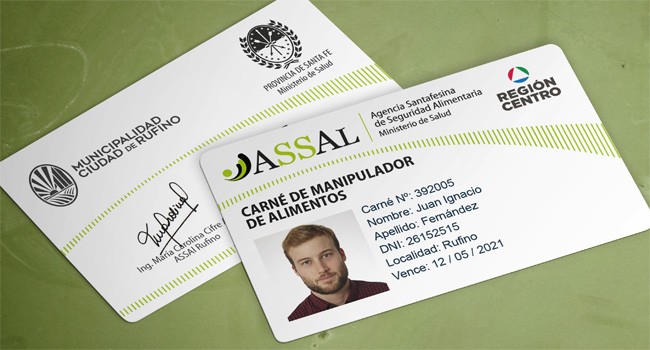 PROVINCIA DE SANTA FE
Ministerio de Salud
MUNICIPALIDAD
CIUDAD DE RUFINO
Ing. María Carolina Cifre
ASSAl Rufino
ASSAL
Agencia Santafesina
de Seguridad Alimentaria
Ministerio de Salud
REGIÓN
CENTRO
CARNÉ DE MANIPULADOR
DE ALIMENTOS
Carné Nº: 392005
Nombre: Juan Ignacio
Apellido: Fernández
DNI: 26152515
Localidad: Rufino
Vence: 12 / 05 / 2021